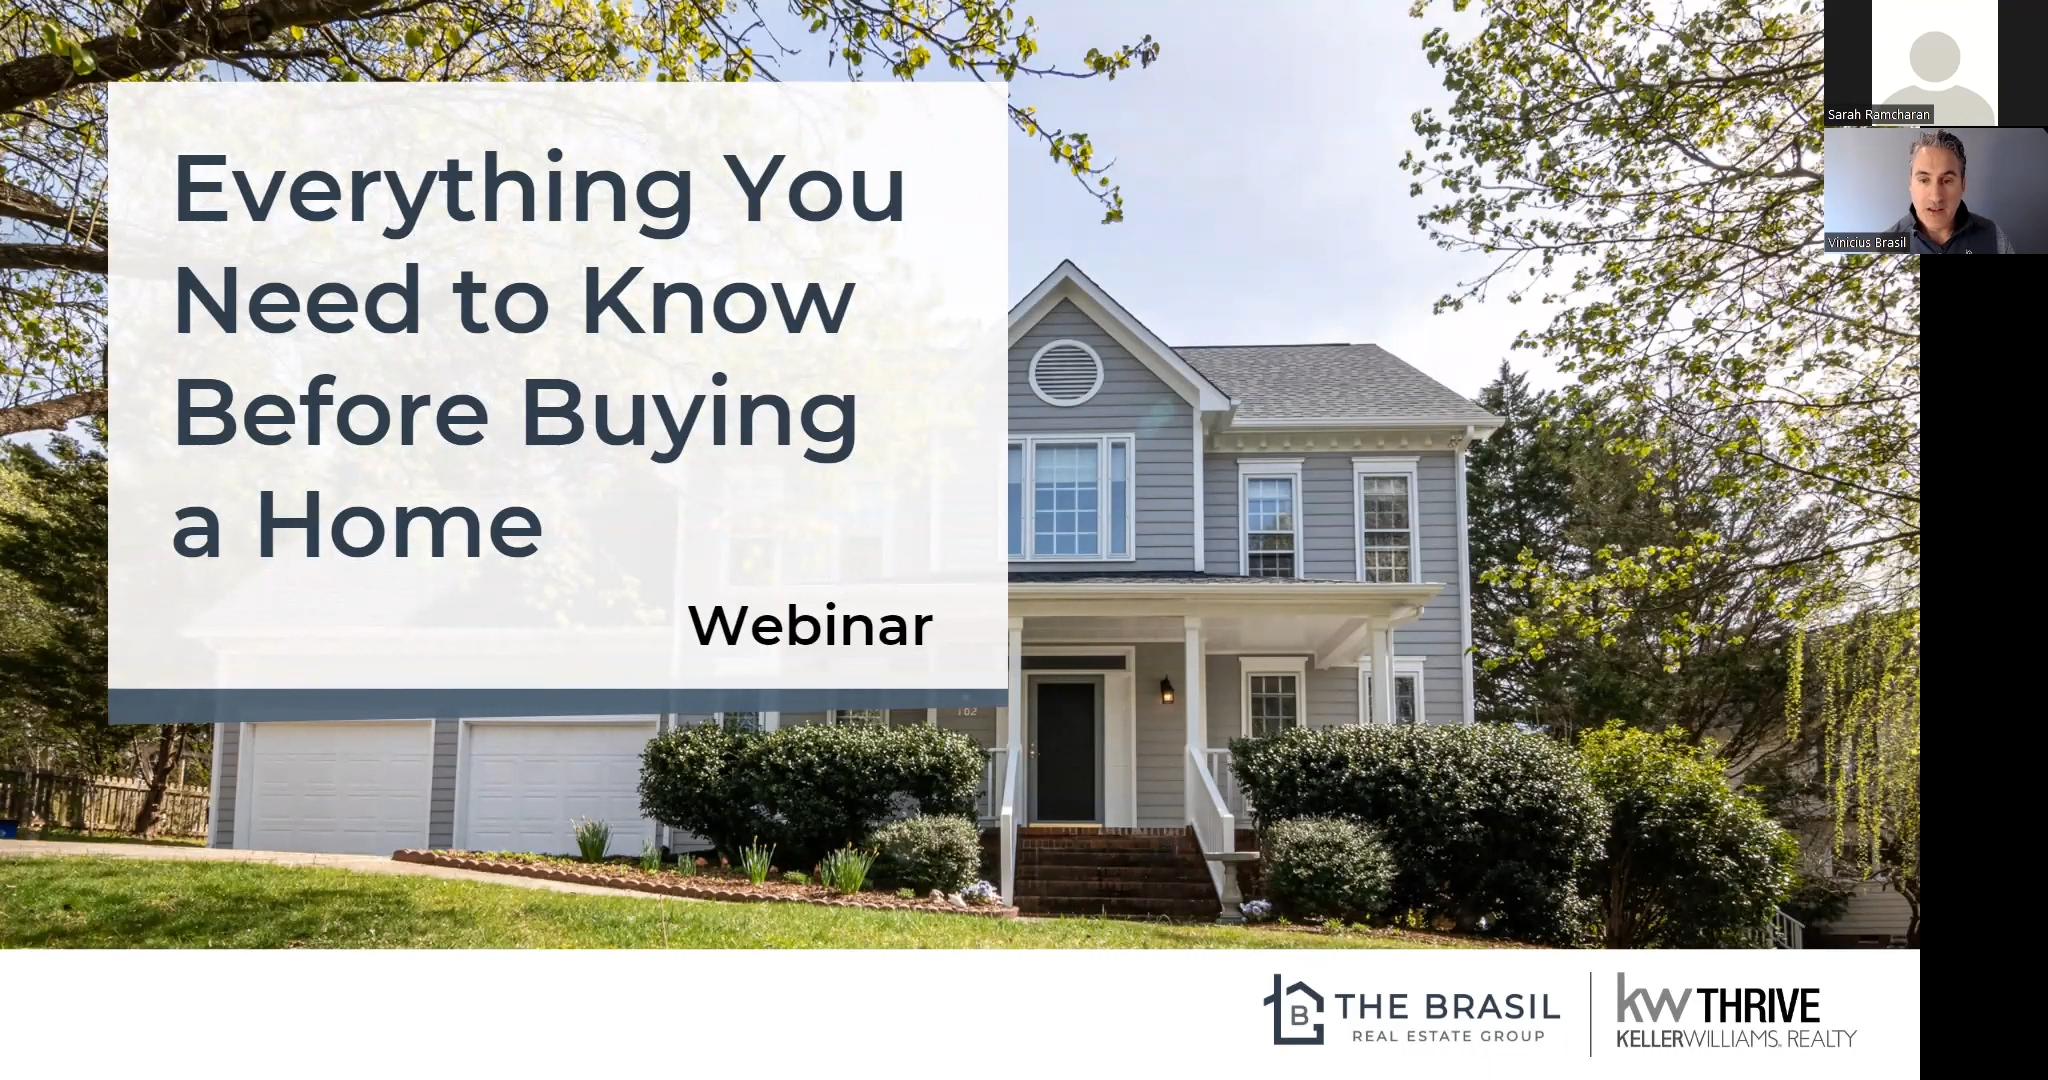 Everything You
Need to Know
Before Buying
a Home
Webinar
Sarah Ramcharan
Vinicius Brasil
162
B
THE BRASIL
REAL ESTATE GROUP
kw THRIVE
KELLERWILLIAMS. REALTY